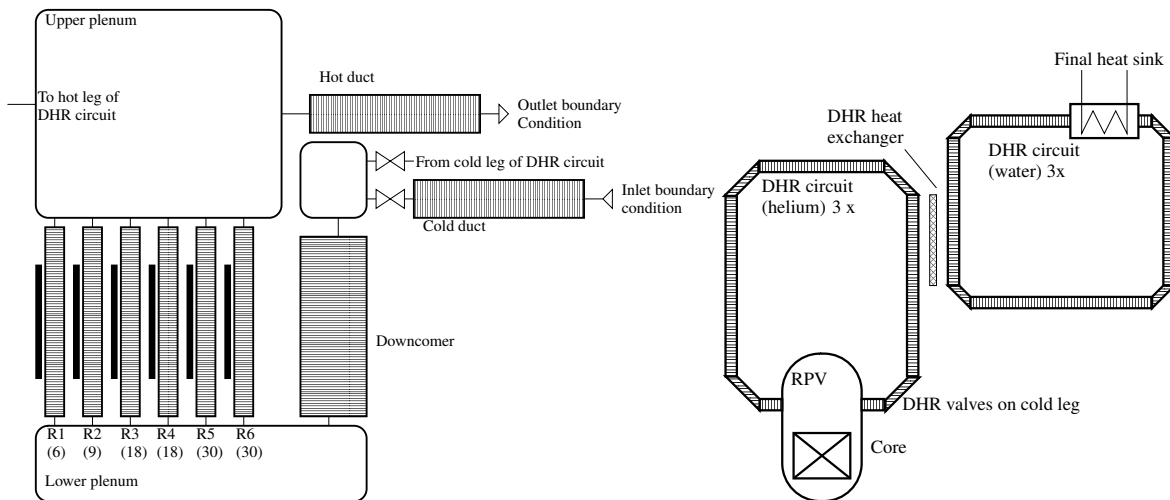 Upper plenum
To hot leg of
DHR circuit
Hot duct
Outlet boundary
Condition
From cold leg of DHR circuit
Inlet boundary
condition
Cold duct
Downcomer
R1 R2 R3 R4 R5 R6
(6) (9) (18) (18) (30) (30)
Lower plenum
Final heat sink
DHR heat
exchanger
DHR circuit
(water) 3x
DHR circuit
(helium) 3 x
RPV
DHR valves on cold leg
Core